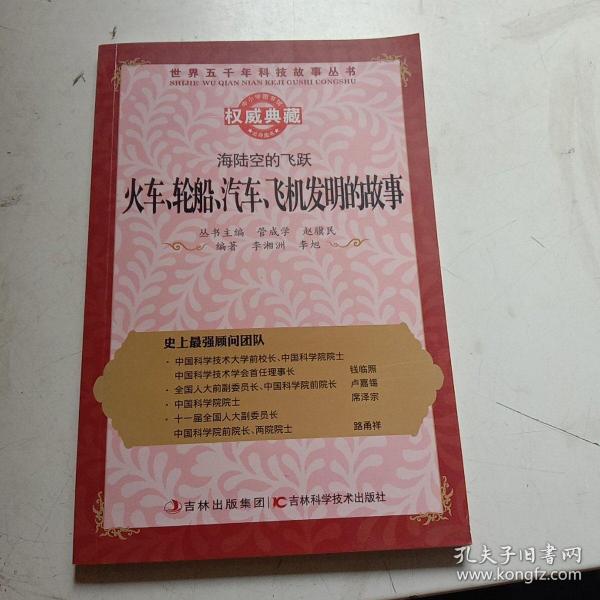 世界五千年科技故事丛书
SHIJIE WU QIAN NIAN KEJI GUSHI CONGSHU
中小学图书馆
权威典藏
海陆空的飞跃
火车、轮船、汽车、飞机发明的故事
丛书主编 管成学 赵骥民
编著 李湘洲 李旭
史上最强顾问团队
· 中国科学技术大学前校长、中国科学院院士
中国科学技术学会首任理事长 钱临照
· 全国人大前副委员长、中国科学院前院长 卢嘉锡
· 中国科学院院士 席泽宗
· 十一届全国人大副委员长
中国科学院前院长、两院院士 路甬祥
吉林出版集团 吉林科学技术出版社
孔夫子旧书网
www.kongfz.com